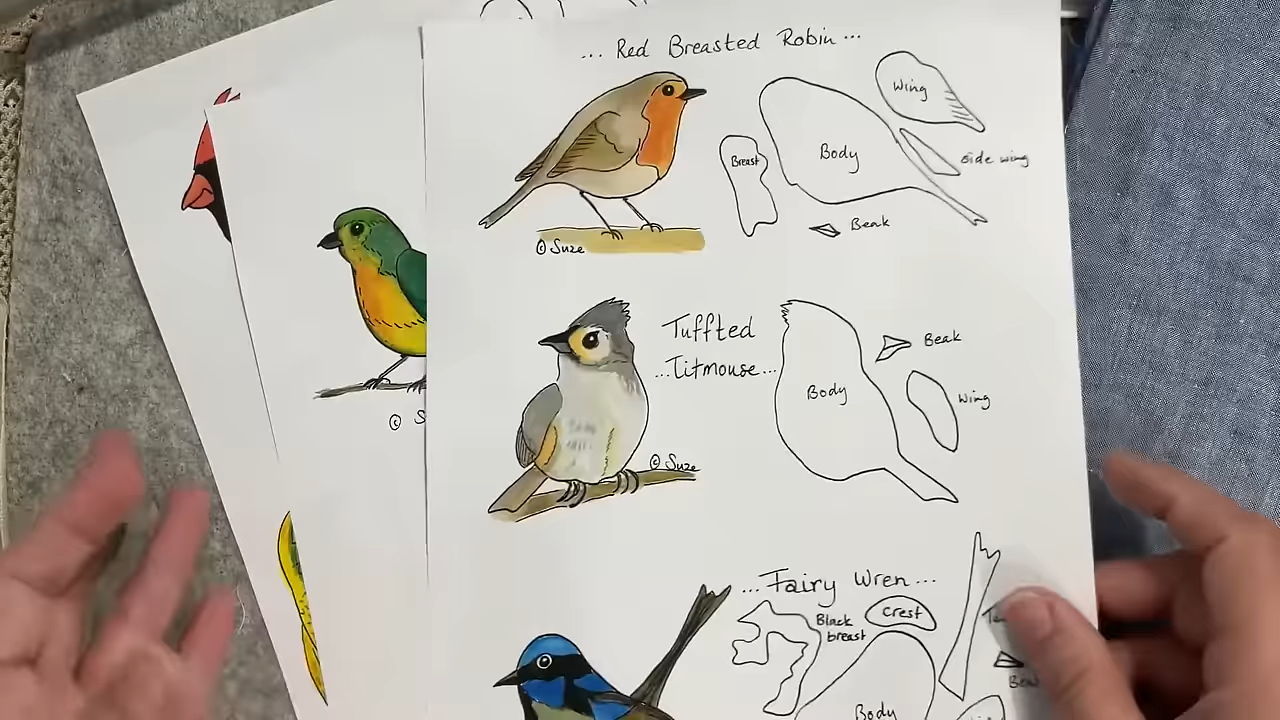 ... Red Breasted Robin ...
Wing
Breast
Body
side wing
Beak
© Suze
Tuffted
...Titmouse...
Beak
Body
Wing
© Suze
© S
...Fairy Wren...
Crest
Black
breast
Body